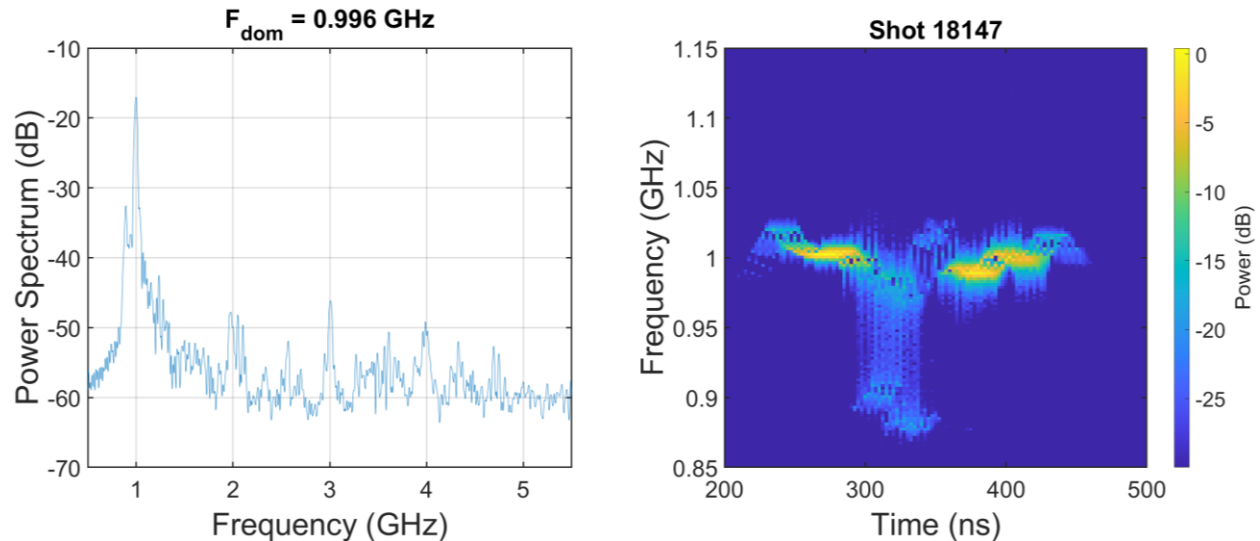 F_dom = 0.996 GHz
-10
-20
-30
-40
-50
-60
-70
Power Spectrum (dB)
1 2 3 4 5
Frequency (GHz)
Shot 18147
1.15
1.1
1.05
1
0.95
0.9
0.85
Frequency (GHz)
200 300 400 500
Time (ns)
0
-5
-10
-15
-20
-25
Power (dB)